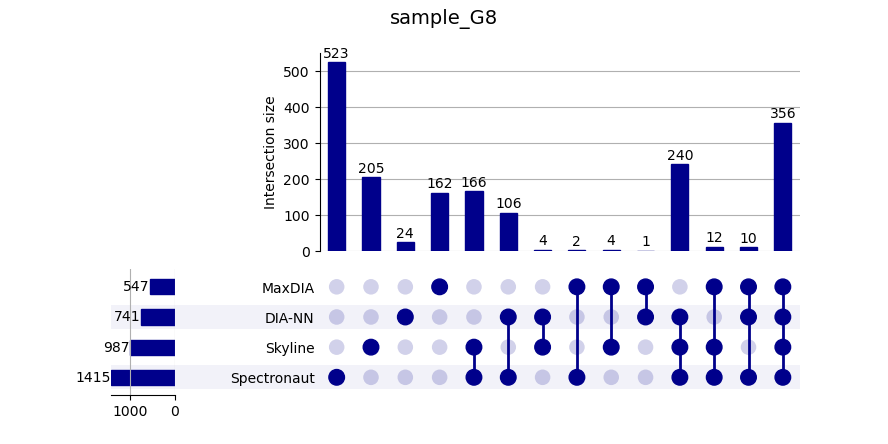 sample_G8
523
500
400
356
Intersection size
300
240
205
200
162 166
106
100
24
4 2 4 1
12 10
0
547 MaxDIA
741 DIA-NN
987 Skyline
1415 Spectronaut
1000 0